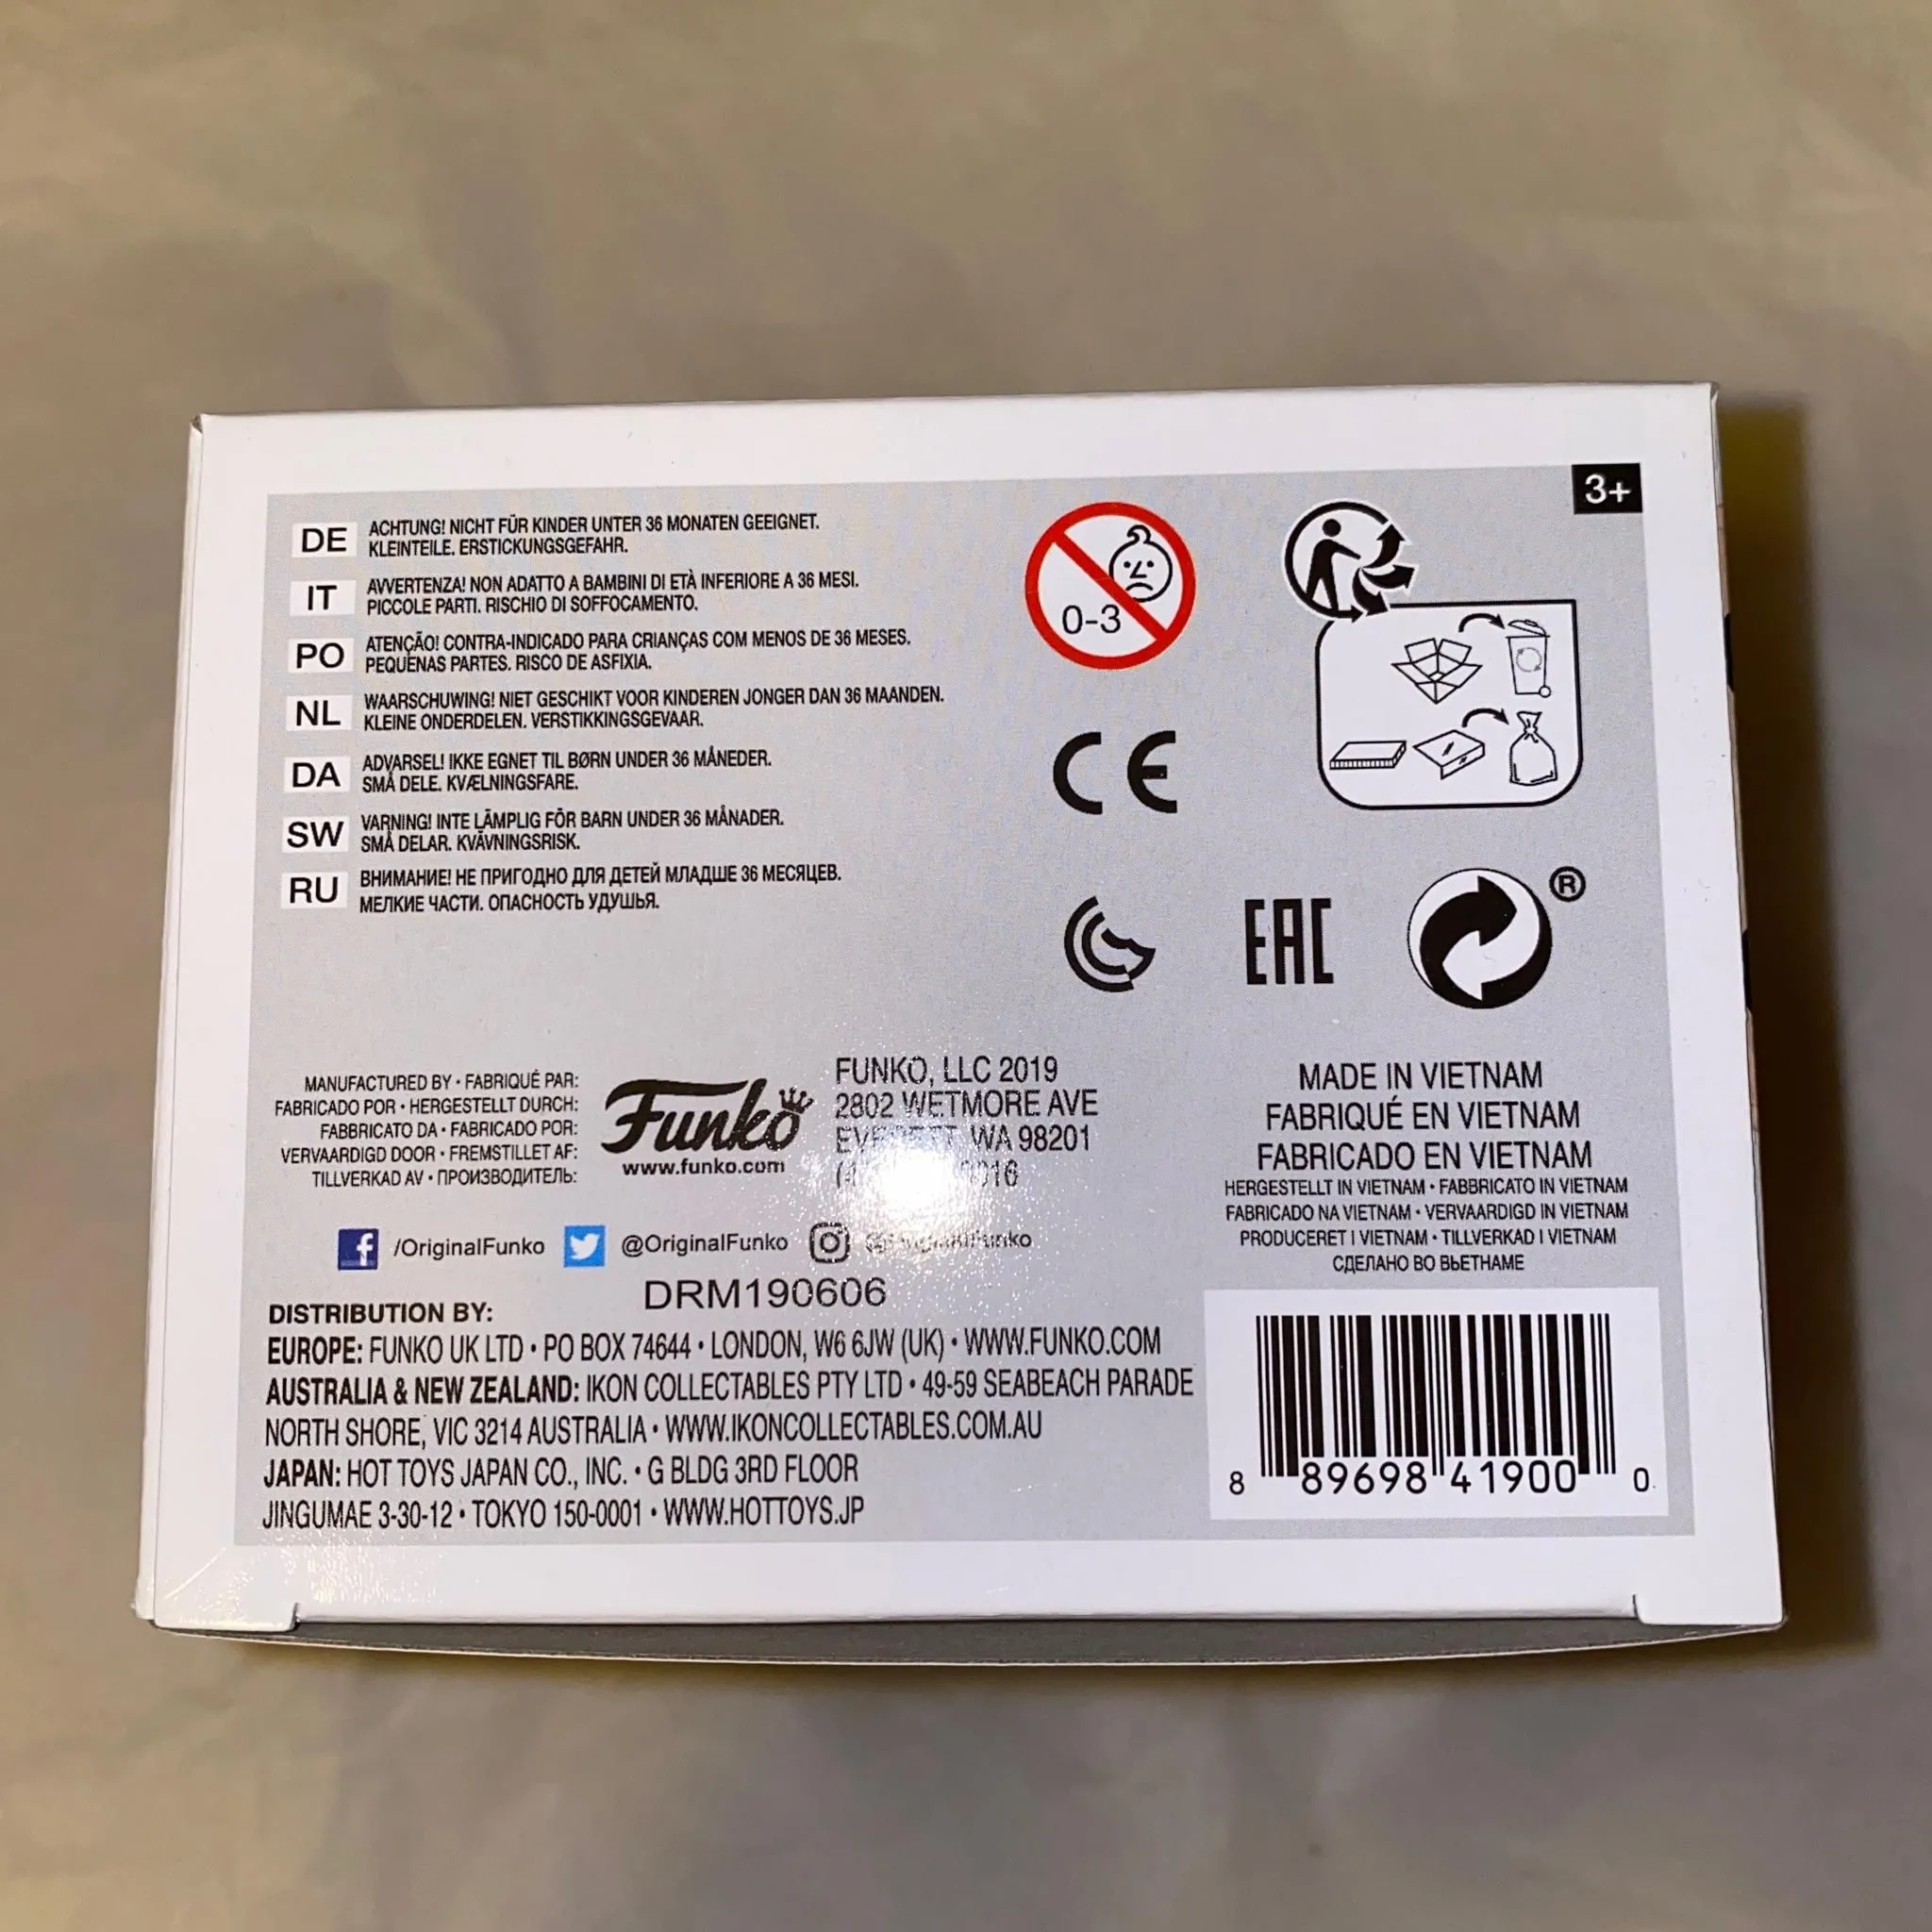 3+
DE
ACHTUNG! NICHT FÜR KINDER UNTER 36 MONATEN GEEIGNET.
KLEINTEILE. ERSTICKUNGSGEFAHR.
IT
AVVERTENZA! NON ADATTO A BAMBINI DI ETÀ INFERIORE A 36 MESI.
PICCOLE PARTI. RISCHIO DI SOFFOCAMENTO.
PO
ATENÇÃO! CONTRA-INDICADO PARA CRIANÇAS COM MENOS DE 36 MESES.
PEQUENAS PARTES. RISCO DE ASFIXIA.
NL
WAARSCHUWING! NIET GESCHIKT VOOR KINDEREN JONGER DAN 36 MAANDEN.
KLEINE ONDERDELEN. VERSTIKKINGSGEVAAR.
DA
ADVARSEL! IKKE EGNET TIL BØRN UNDER 36 MÅNEDER.
SMÅ DELE. KVÆLNINGSFARE.
SW
VARNING! INTE LÄMPLIG FÖR BARN UNDER 36 MÅNADER.
SMÅ DELAR. KVÄVNINGSRISK.
RU
ВНИМАНИЕ! НЕ ПРИГОДНО ДЛЯ ДЕТЕЙ МЛАДШЕ 36 МЕСЯЦЕВ.
МЕЛКИЕ ЧАСТИ. ОПАСНОСТЬ УДУШЬЯ.
0-3
CE
EAC
®
MANUFACTURED BY • FABRIQUÉ PAR:
FABRICADO POR • HERGESTELLT DURCH:
FABBRICATO DA • FABRICADO POR:
VERVAARDIGD DOOR • FREMSTILLET AF:
TILLVERKAD AV • ПРОИЗВОДИТЕЛЬ:
Funko
www.funko.com
FUNKO, LLC 2019
2802 WETMORE AVE
WA 98201
MADE IN VIETNAM
FABRIQUÉ EN VIETNAM
FABRICADO EN VIETNAM
HERGESTELLT IN VIETNAM • FABBRICATO IN VIETNAM
FABRICADO NA VIETNAM • VERVAARDIGD IN VIETNAM
PRODUCERET I VIETNAM • TILLVERKAD I VIETNAM
СДЕЛАНО ВО ВЬЕТНАМЕ
/OriginalFunko @OriginalFunko
DRM190606
DISTRIBUTION BY:
EUROPE: FUNKO UK LTD • PO BOX 74644 • LONDON, W6 6JW (UK) • WWW.FUNKO.COM
AUSTRALIA & NEW ZEALAND: IKON COLLECTABLES PTY LTD • 49-59 SEABEACH PARADE
NORTH SHORE, VIC 3214 AUSTRALIA • WWW.IKONCOLLECTABLES.COM.AU
JAPAN: HOT TOYS JAPAN CO., INC. • G BLDG 3RD FLOOR
JINGUMAE 3-30-12 • TOKYO 150-0001 • WWW.HOTTOYS.JP
8 89698 41900 0